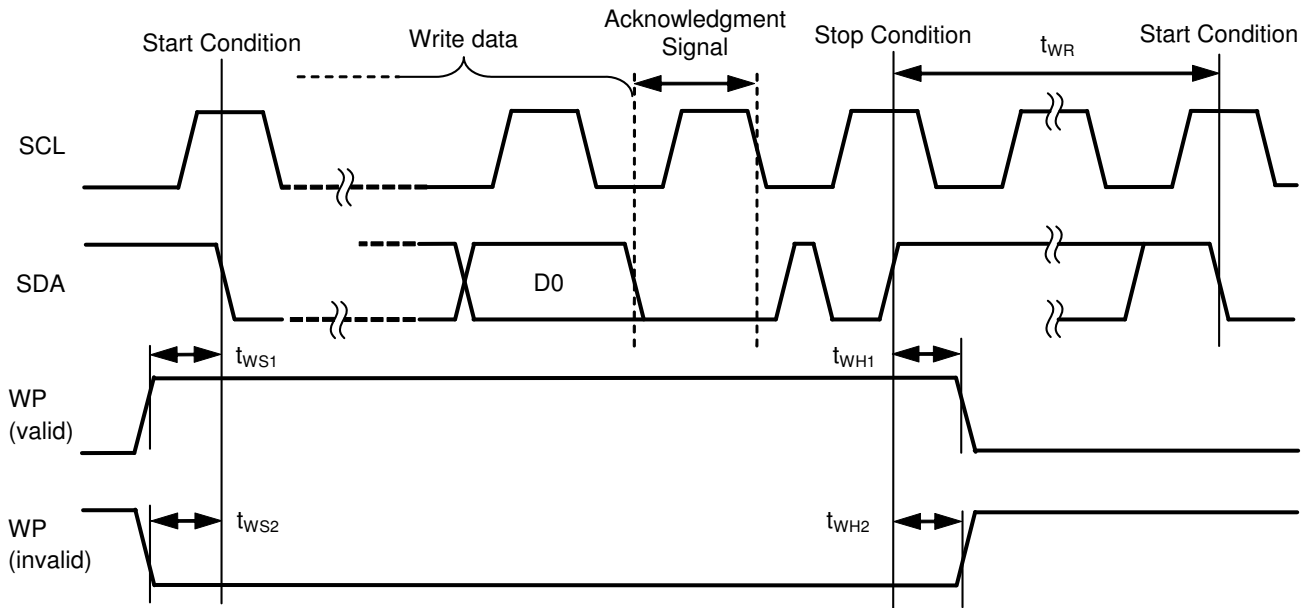 Acknowledgment
Signal
Start Condition
Write data
Stop Condition
tWR
Start Condition
SCL
SDA
D0
tWS1
tWH1
WP
(valid)
tWS2
tWH2
WP
(invalid)